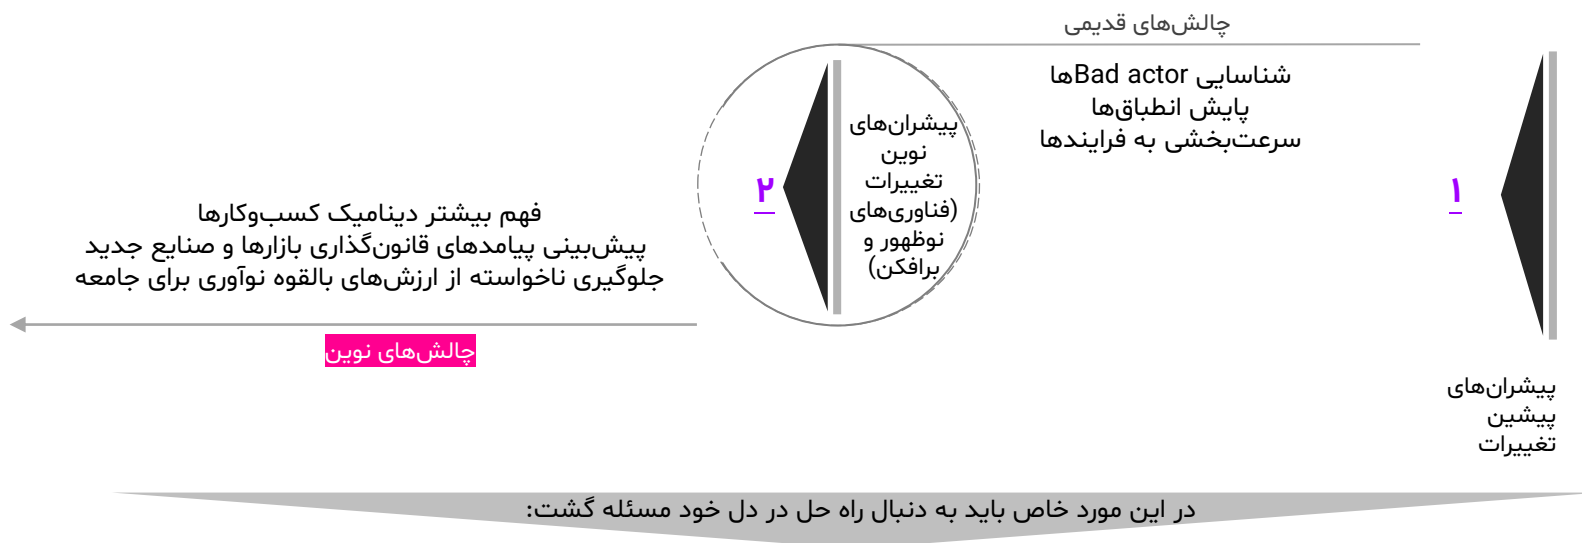 چالش‌های قدیمی
شناسایی Bad actorها
پایش انطباق‌ها
سرعت‌بخشی به فرایندها
۱
پیشران‌های
پیشین
تغییرات
پیشران‌های
نوین
تغییرات
(فناوری‌های
نوظهور و
برافکن)
۲
فهم بیشتر دینامیک کسب‌وکارها
پیش‌بینی پیامدهای قانون‌گذاری بازارها و صنایع جدید
جلوگیری ناخواسته از ارزش‌های بالقوه نوآوری برای جامعه
چالش‌های نوین
در این مورد خاص باید به دنبال راه حل در دل خود مسئله گشت: